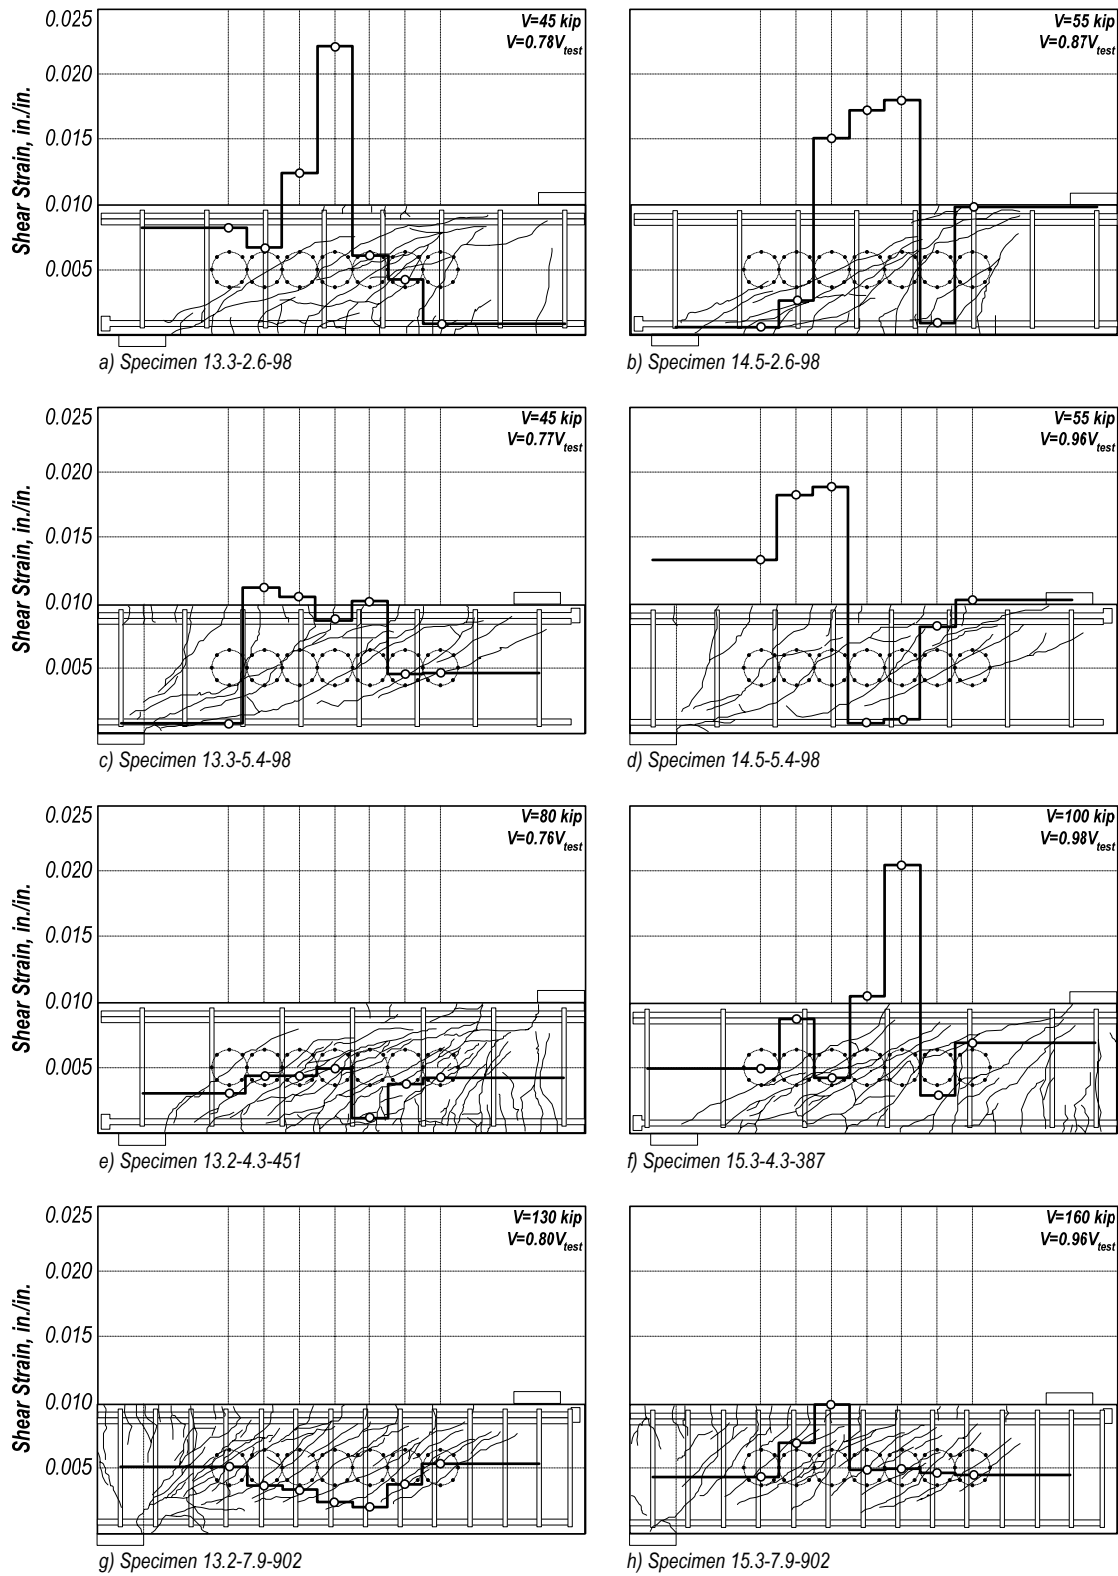 0.025
0.020
0.015
0.010
0.005
Shear Strain, in./in.
V=45 kip
V=0.78Vtest
a) Specimen 13.3-2.6-98
V=55 kip
V=0.87Vtest
b) Specimen 14.5-2.6-98
0.025
0.020
0.015
0.010
0.005
Shear Strain, in./in.
V=45 kip
V=0.77Vtest
c) Specimen 13.3-5.4-98
V=55 kip
V=0.96Vtest
d) Specimen 14.5-5.4-98
0.025
0.020
0.015
0.010
0.005
Shear Strain, in./in.
V=80 kip
V=0.76Vtest
e) Specimen 13.2-4.3-451
V=100 kip
V=0.98Vtest
f) Specimen 15.3-4.3-387
0.025
0.020
0.015
0.010
0.005
Shear Strain, in./in.
V=130 kip
V=0.80Vtest
g) Specimen 13.2-7.9-902
V=160 kip
V=0.96Vtest
h) Specimen 15.3-7.9-902